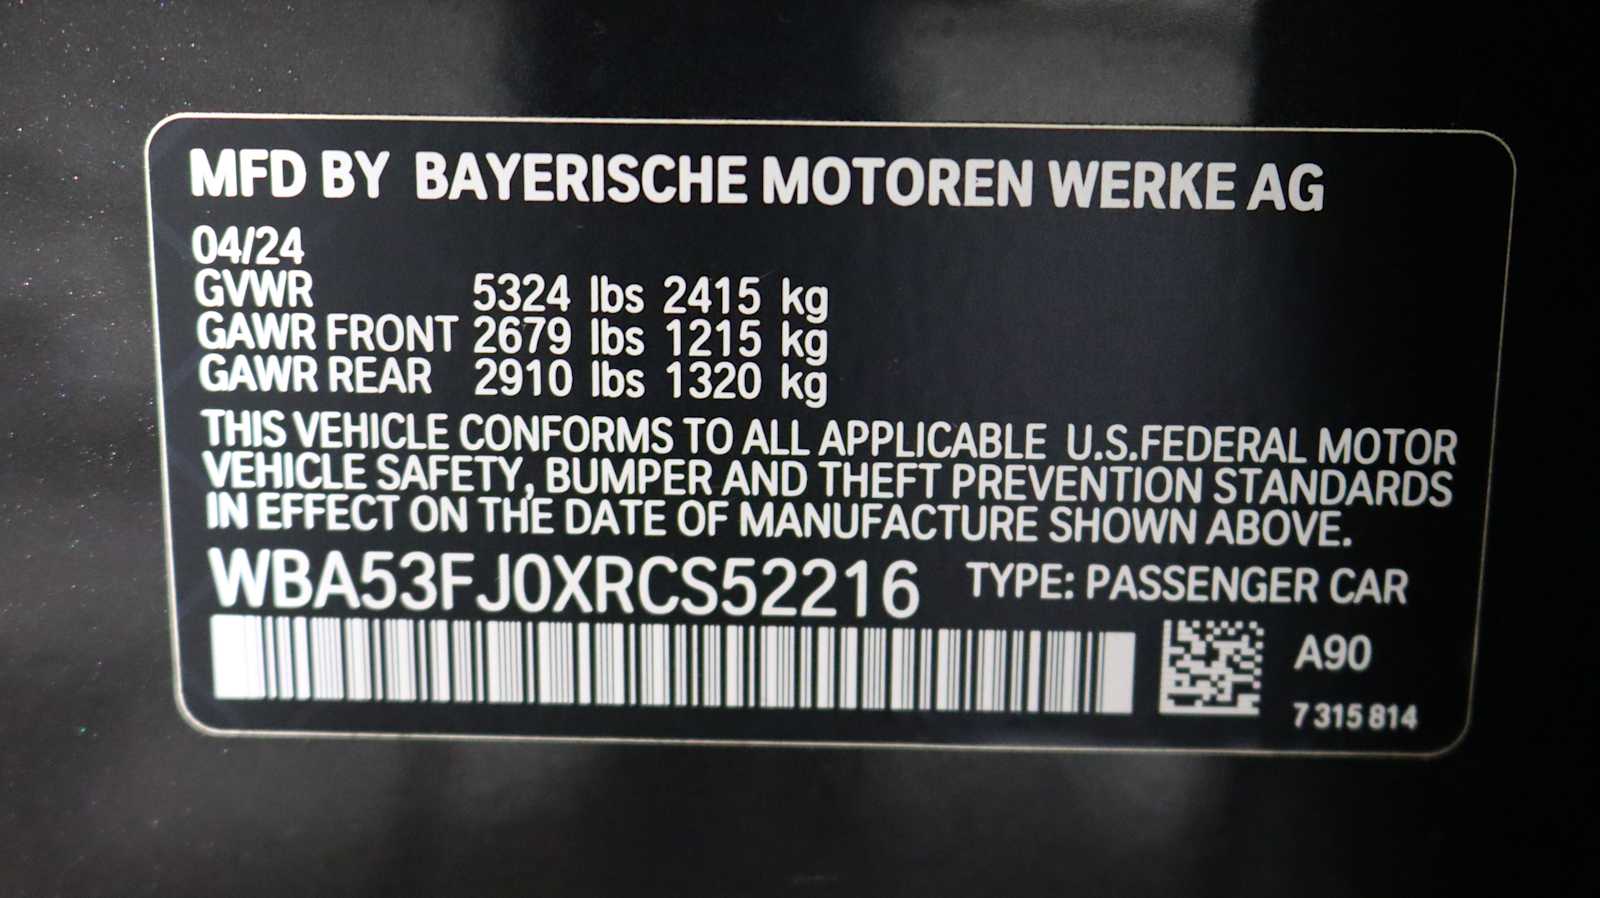 MFD BY BAYERISCHE MOTOREN WERKE AG
04/24
GVWR 5324 lbs 2415 kg
GAWR FRONT 2679 lbs 1215 kg
GAWR REAR 2910 lbs 1320 kg
THIS VEHICLE CONFORMS TO ALL APPLICABLE U.S.FEDERAL MOTOR
VEHICLE SAFETY, BUMPER AND THEFT PREVENTION STANDARDS
IN EFFECT ON THE DATE OF MANUFACTURE SHOWN ABOVE.
WBA53FJ0XRCS52216 TYPE: PASSENGER CAR
A90
7 315 814